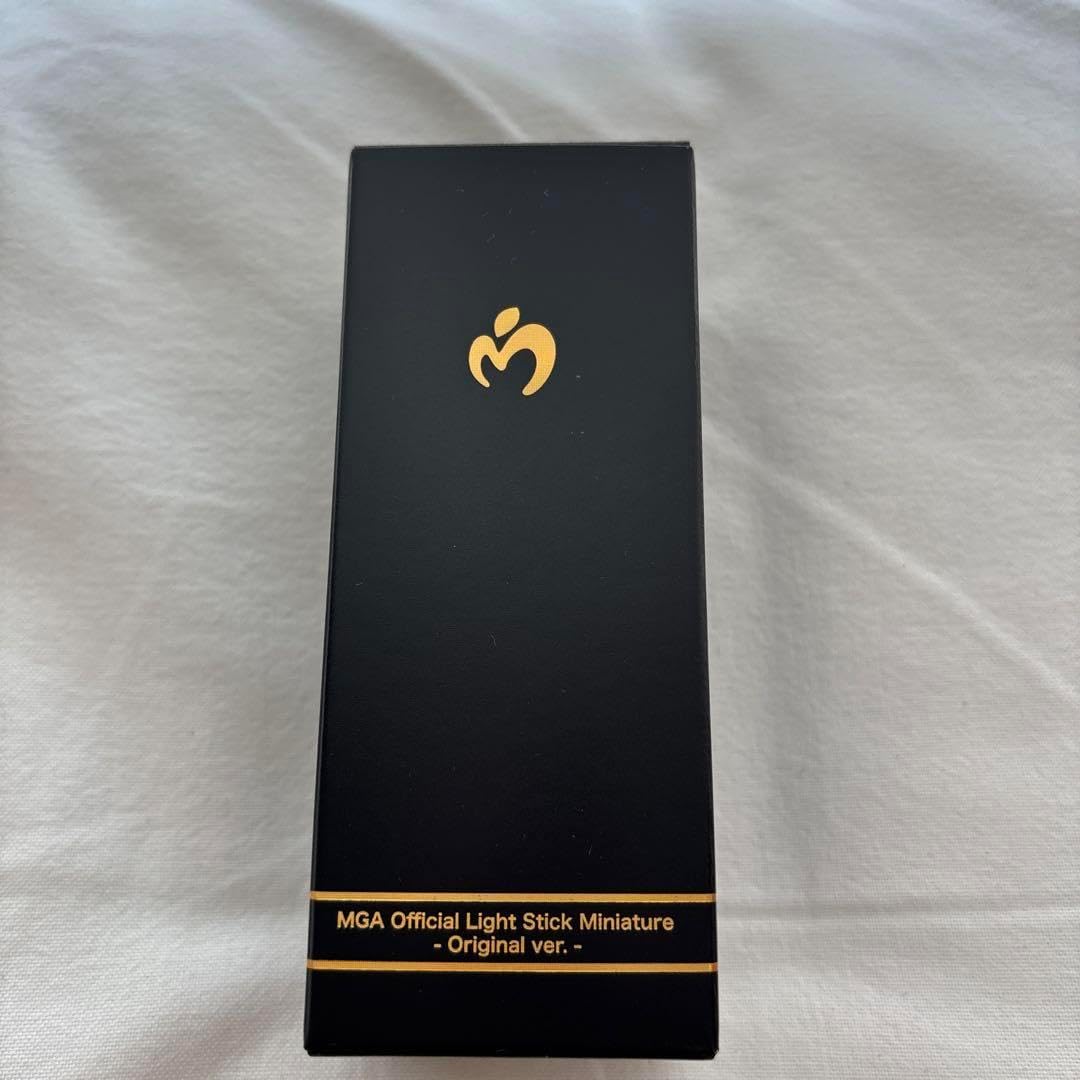 MGA Official Light Stick Miniature
- Original ver. -